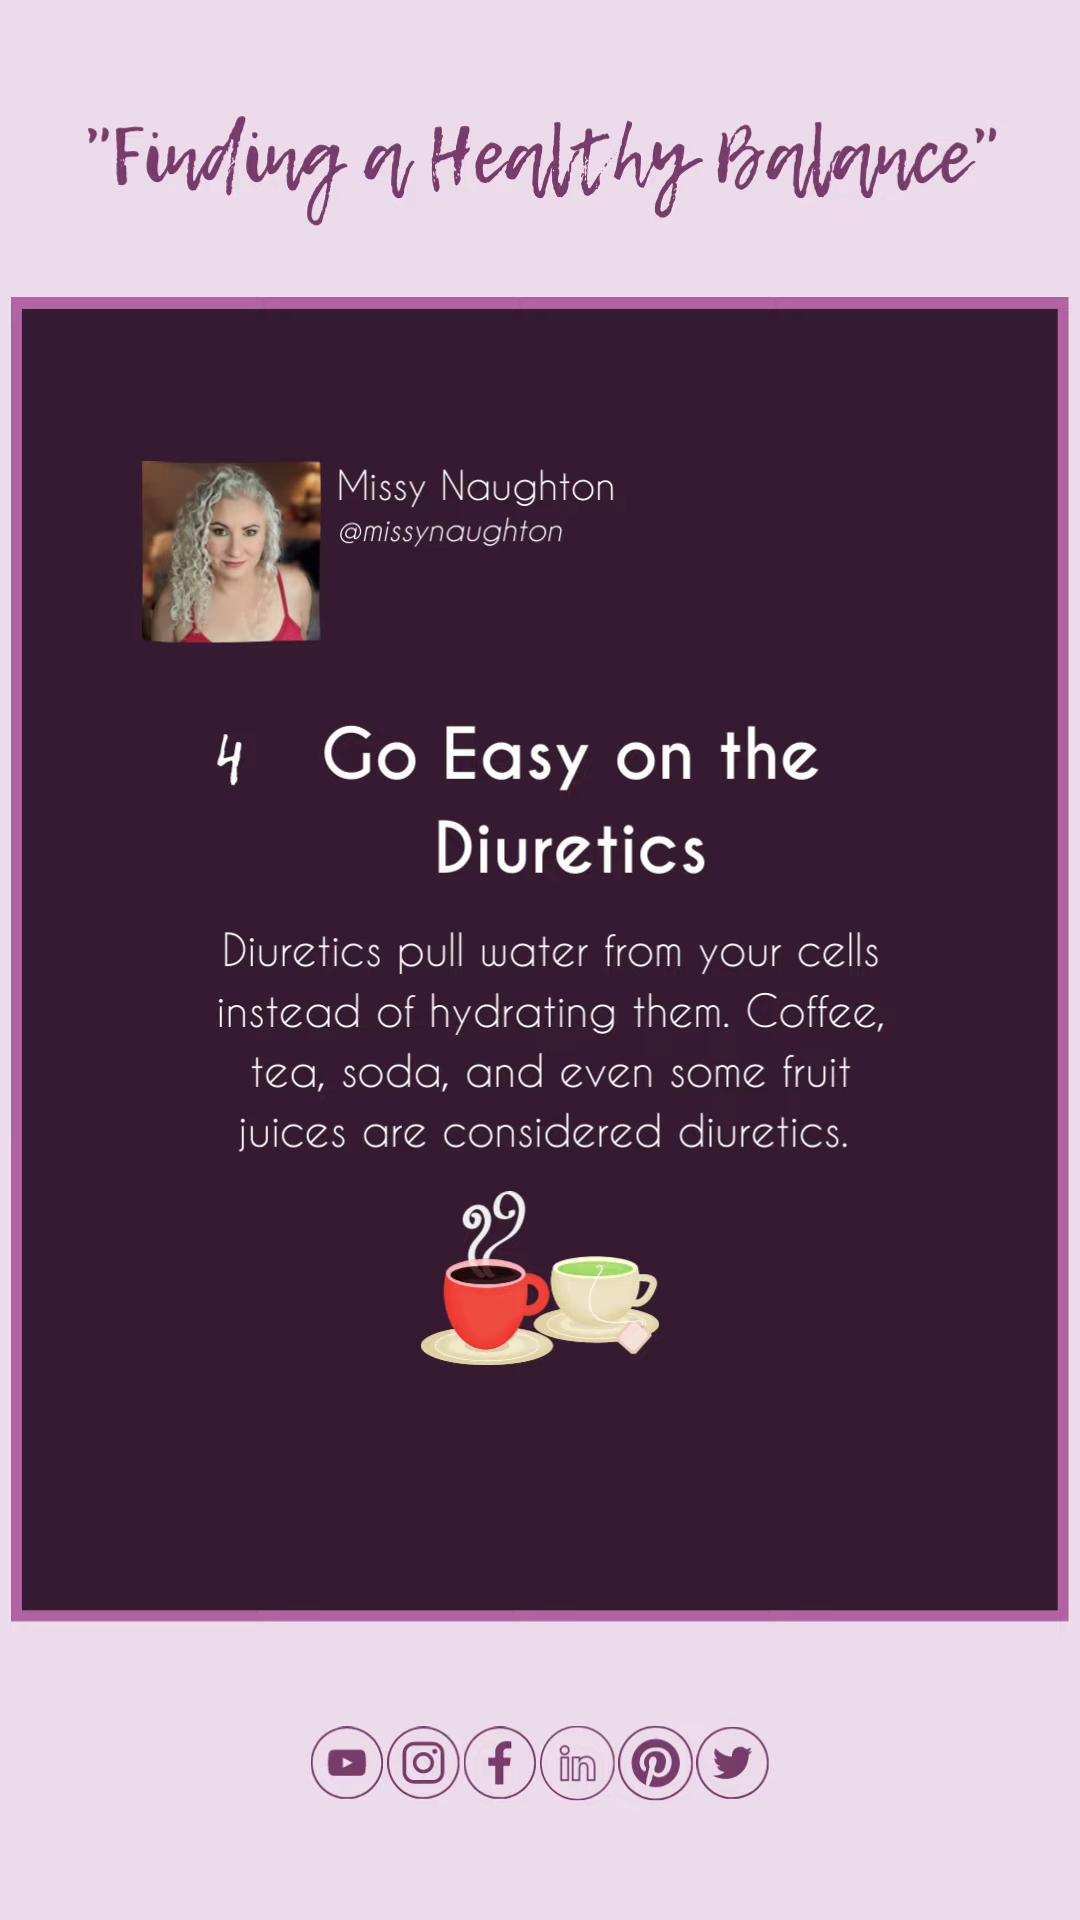 "Finding a Healthy Balance"
Missy Naughton
@missynaughton
4 Go Easy on the
Diuretics
Diuretics pull water from your cells
instead of hydrating them. Coffee,
tea, soda, and even some fruit
juices are considered diuretics.
in